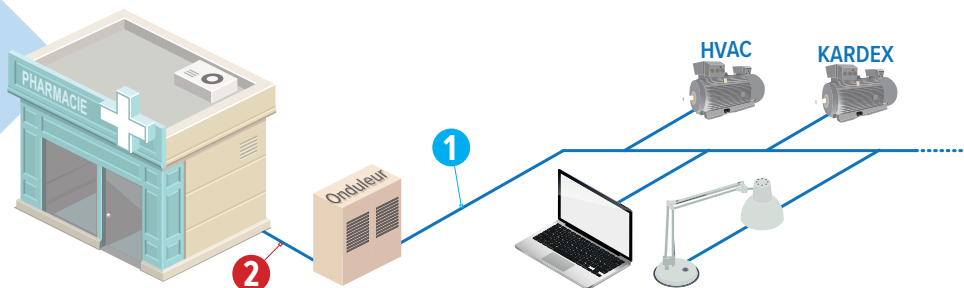 HVAC
KARDEX
PHARMACIE
1
Onduleur
2